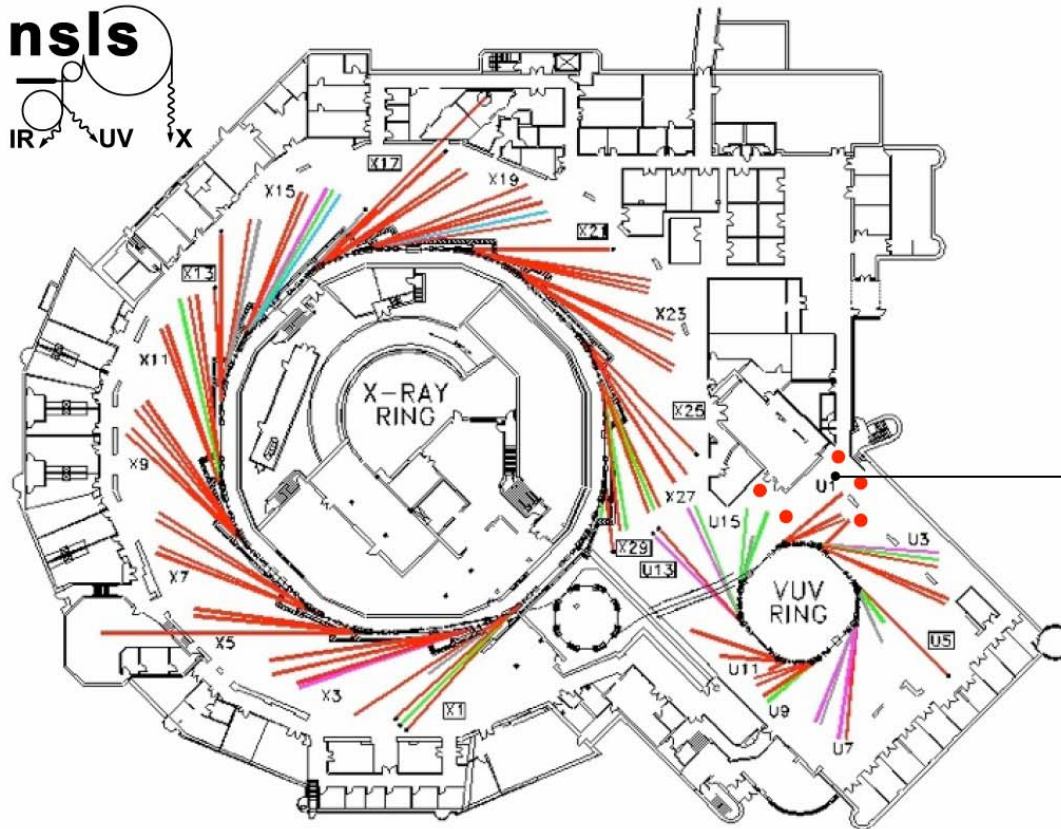 nsls
IR UV X
X17
X19
X15
X21
X13
X23
X11
X-RAY
RING
X25
X9
U1
X27
U15
U3
X29
U13
X7
VUV
RING
X5
U5
U11
X3
X1
U9
U7